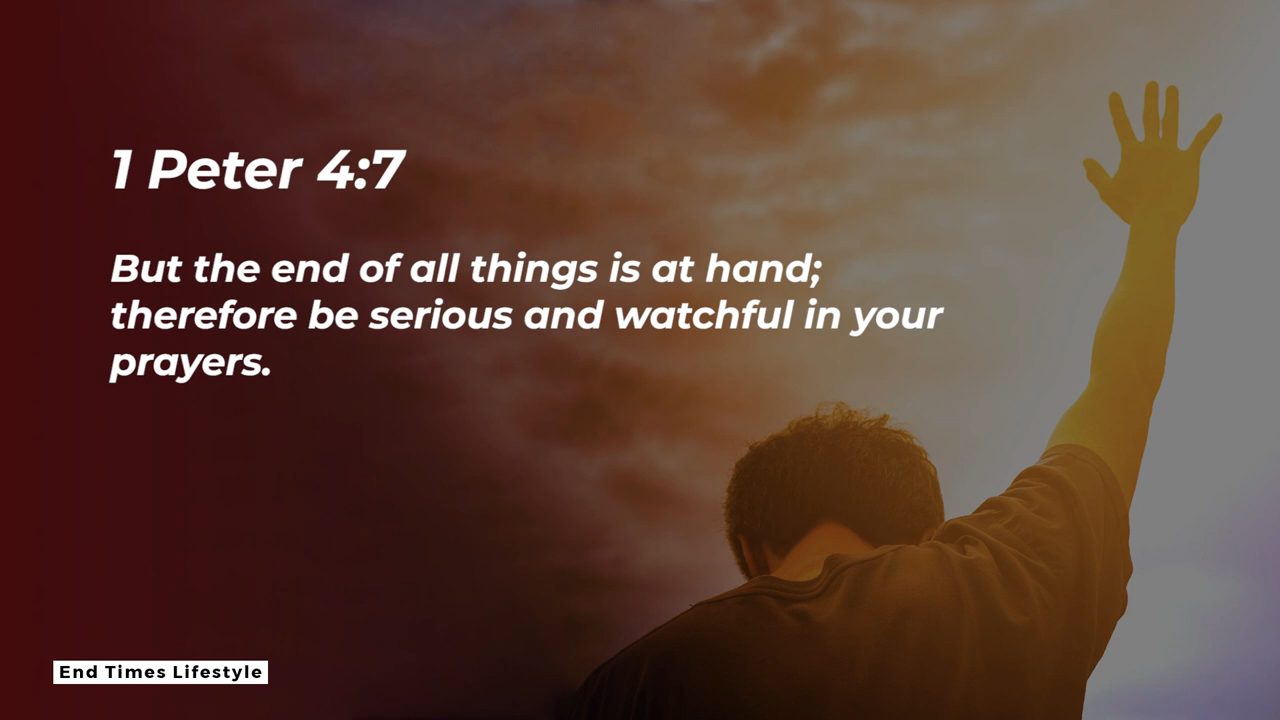 1 Peter 4:7
But the end of all things is at hand;
therefore be serious and watchful in your
prayers.
End Times Lifestyle